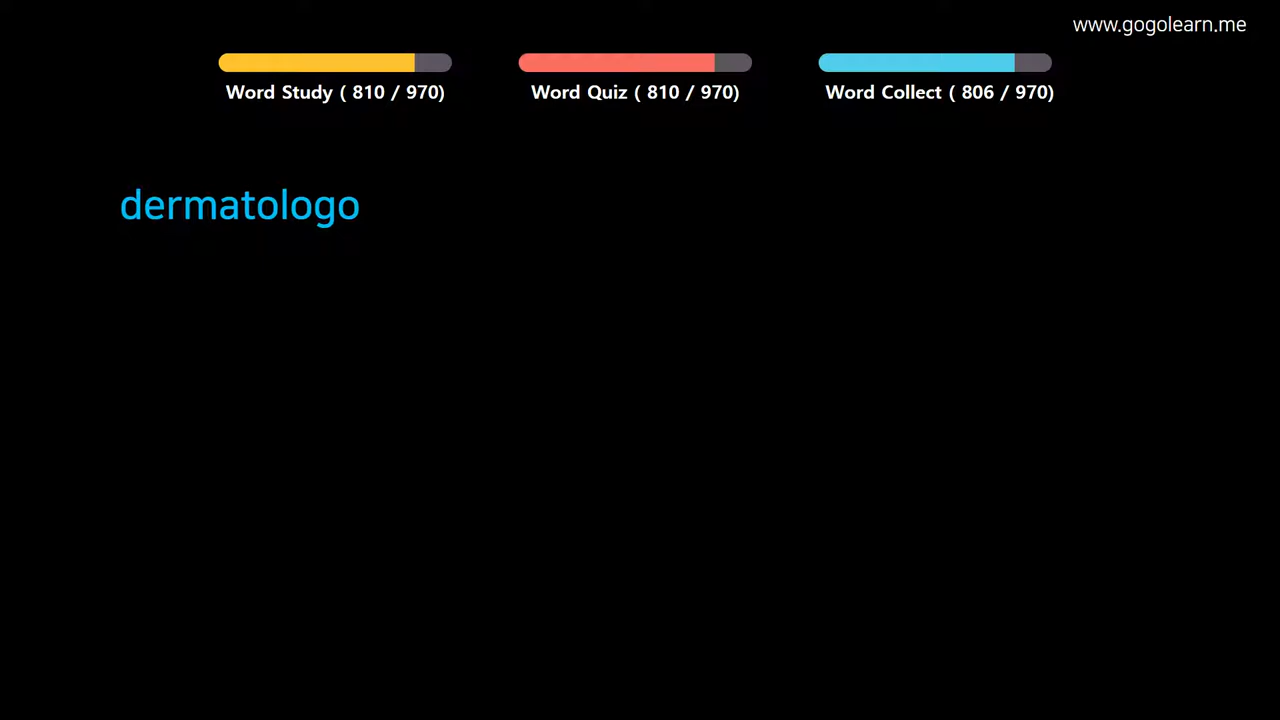 www.gogolearn.me
Word Study ( 810 / 970)
Word Quiz ( 810 / 970)
Word Collect ( 806 / 970)
dermatologo